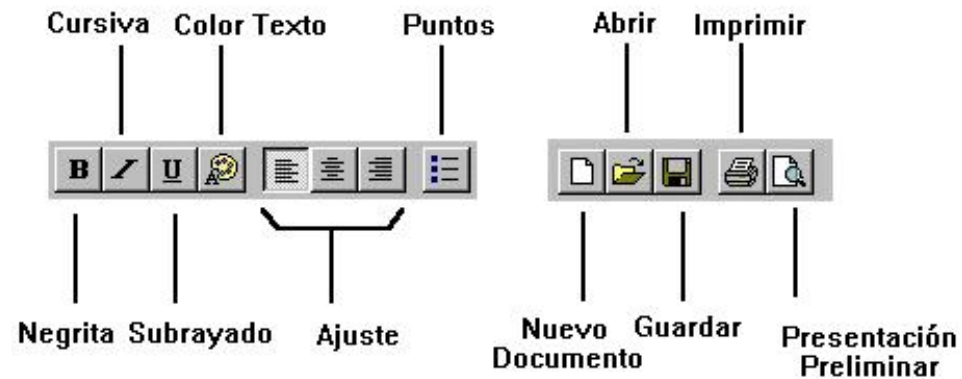 Cursiva Color Texto Puntos Abrir Imprimir
B I U A
Negrita Subrayado Ajuste Nuevo Documento Guardar Presentación Preliminar